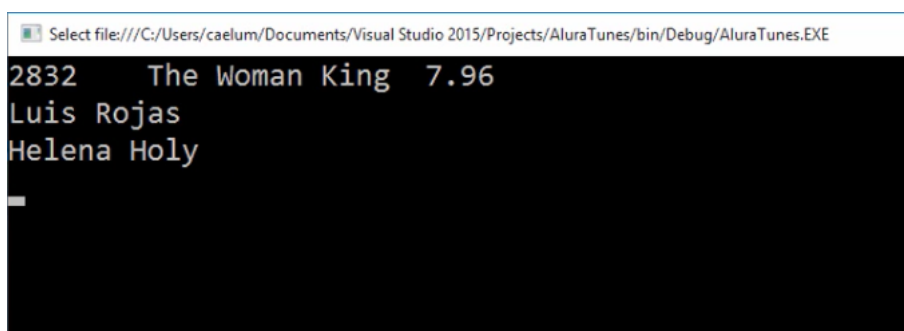 Select file:///C:/Users/caelum/Documents/Visual Studio 2015/Projects/AluraTunes/bin/Debug/AluraTunes.EXE
2832 The Woman King 7.96
Luis Rojas
Helena Holy